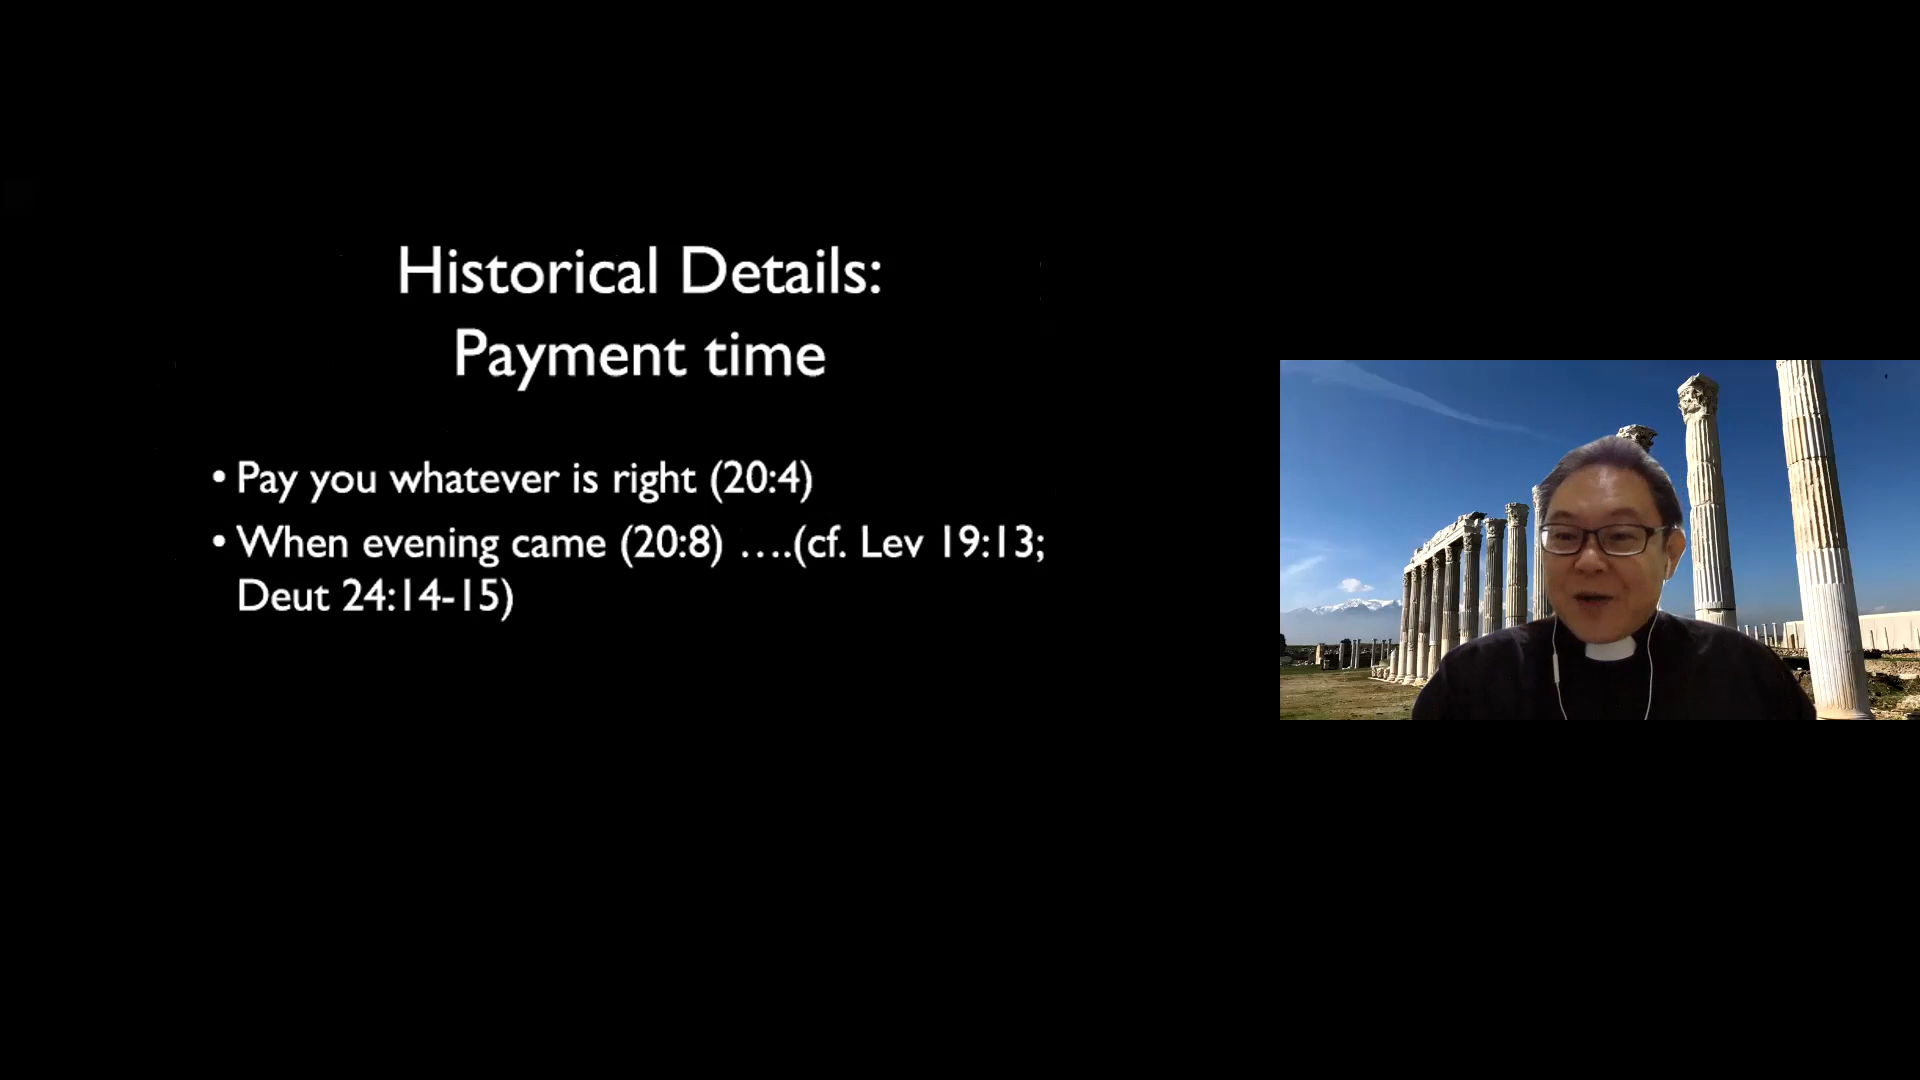 Historical Details:
Payment time
• Pay you whatever is right (20:4)
• When evening came (20:8) ….(cf. Lev 19:13;
Deut 24:14-15)